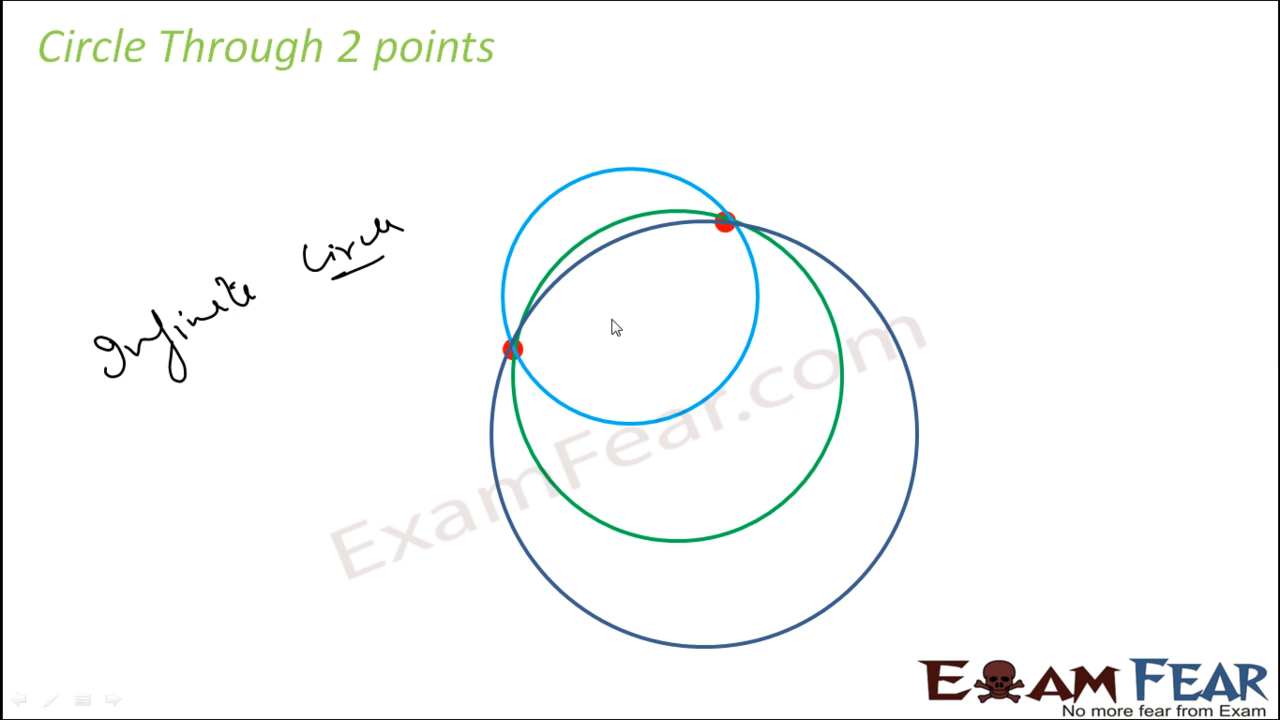 Circle Through 2 points
Infinite Circle
ExamFear.com
EXAM FEAR
No more fear from Exam